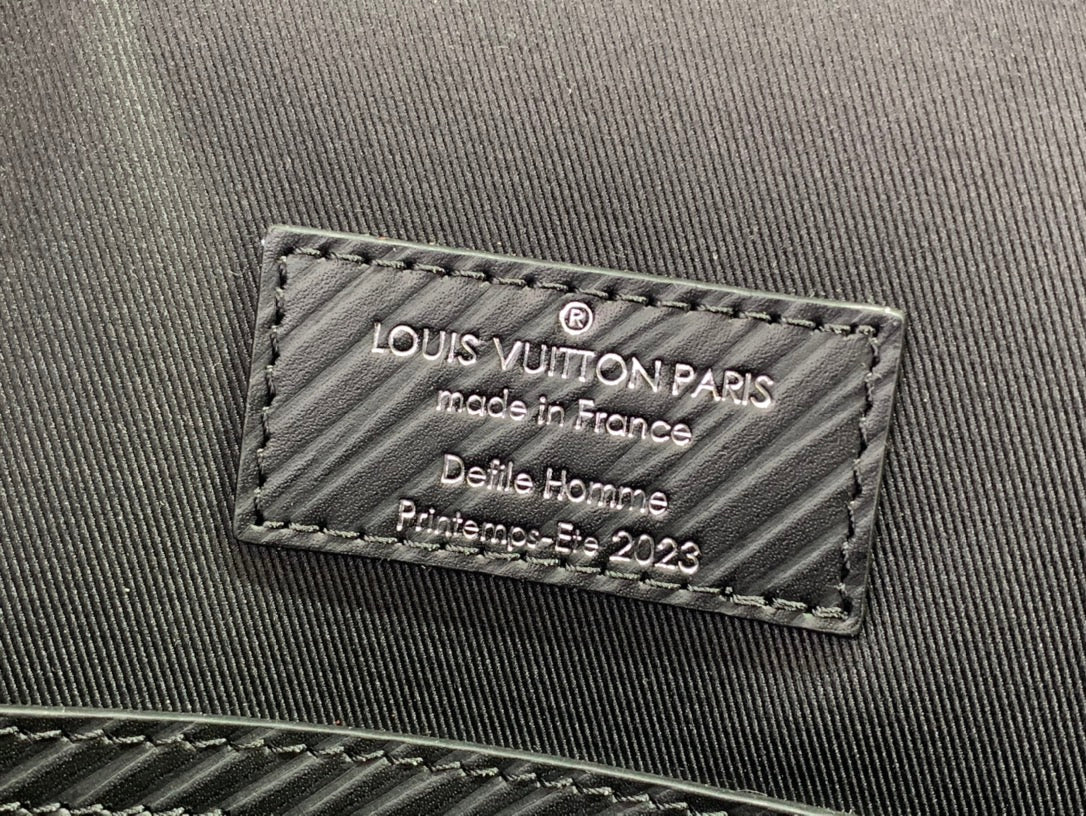 ®
LOUIS VUITTON PARIS
made in France
Defile Homme
Printemps-Ete 2023